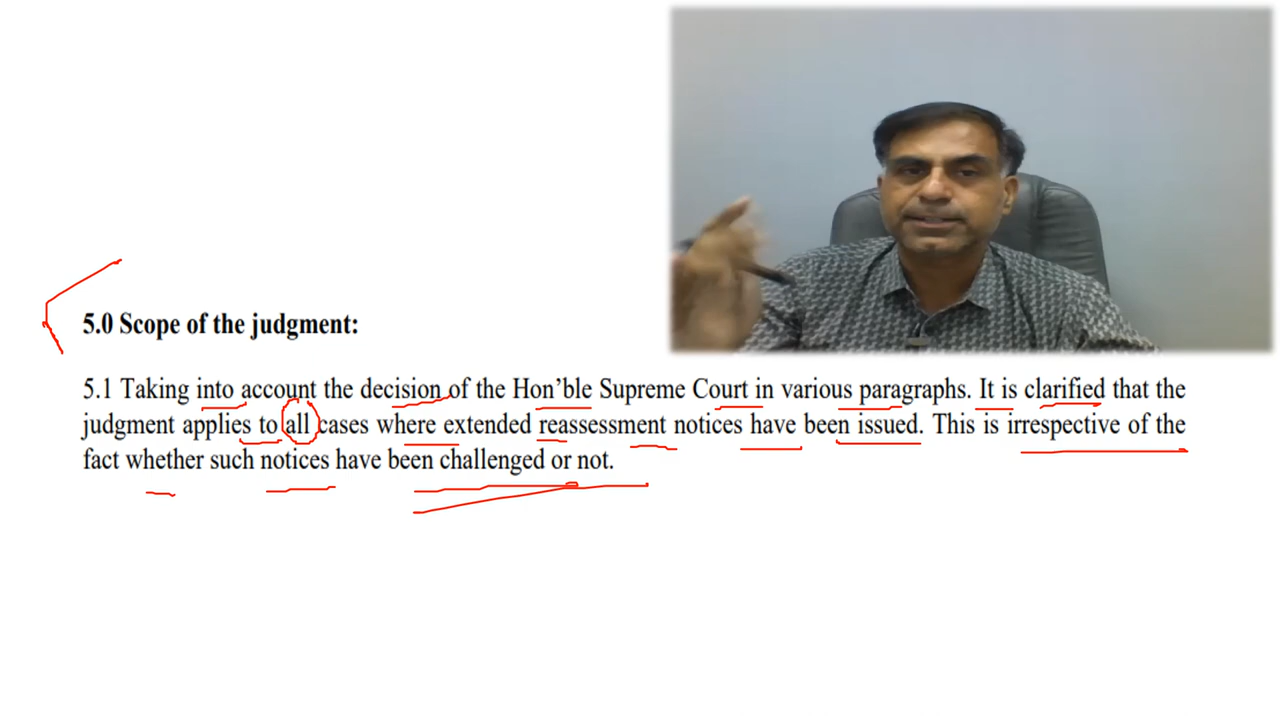 5.0 Scope of the judgment:
5.1 Taking into account the decision of the Hon’ble Supreme Court in various paragraphs. It is clarified that the
judgment applies to all cases where extended reassessment notices have been issued. This is irrespective of the
fact whether such notices have been challenged or not.